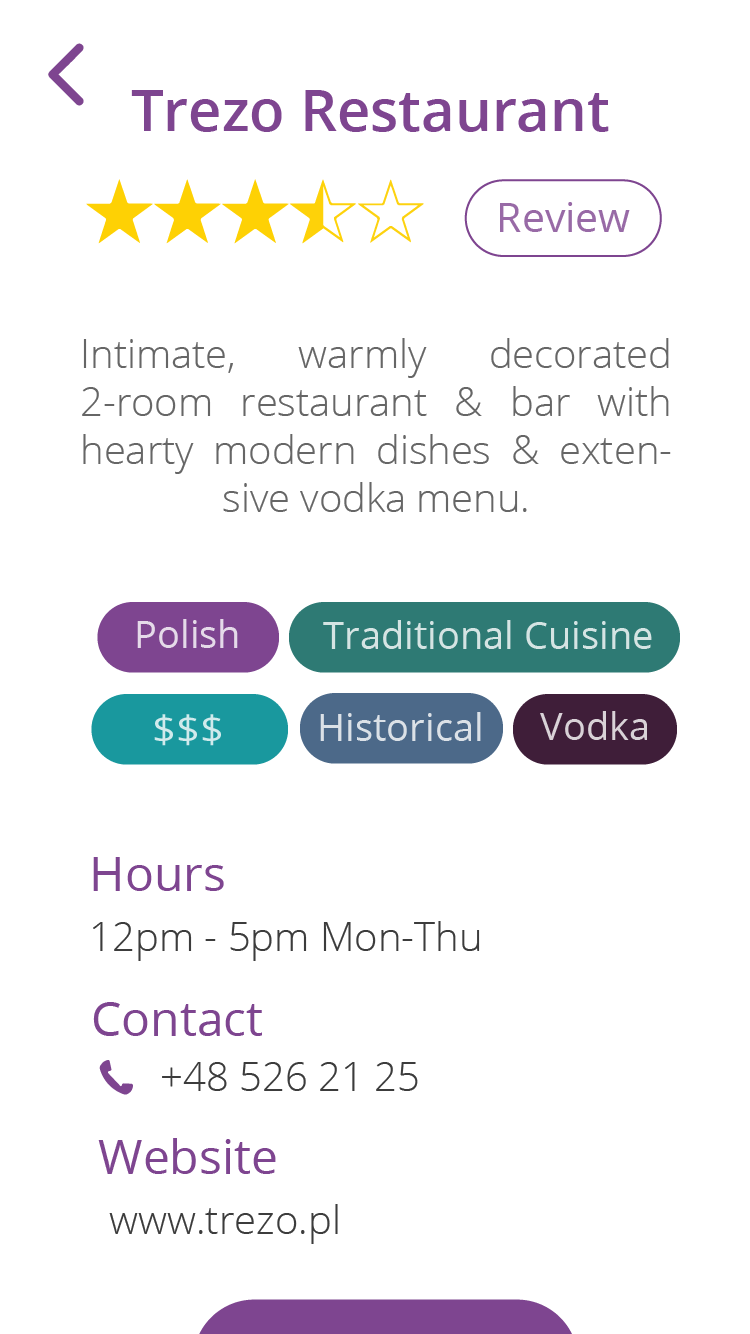 Trezo Restaurant
Review
Intimate, warmly decorated
2-room restaurant & bar with
hearty modern dishes & exten-
sive vodka menu.
Polish Traditional Cuisine
$$$ Historical Vodka
Hours
12pm - 5pm Mon-Thu
Contact
+48 526 21 25
Website
www.trezo.pl